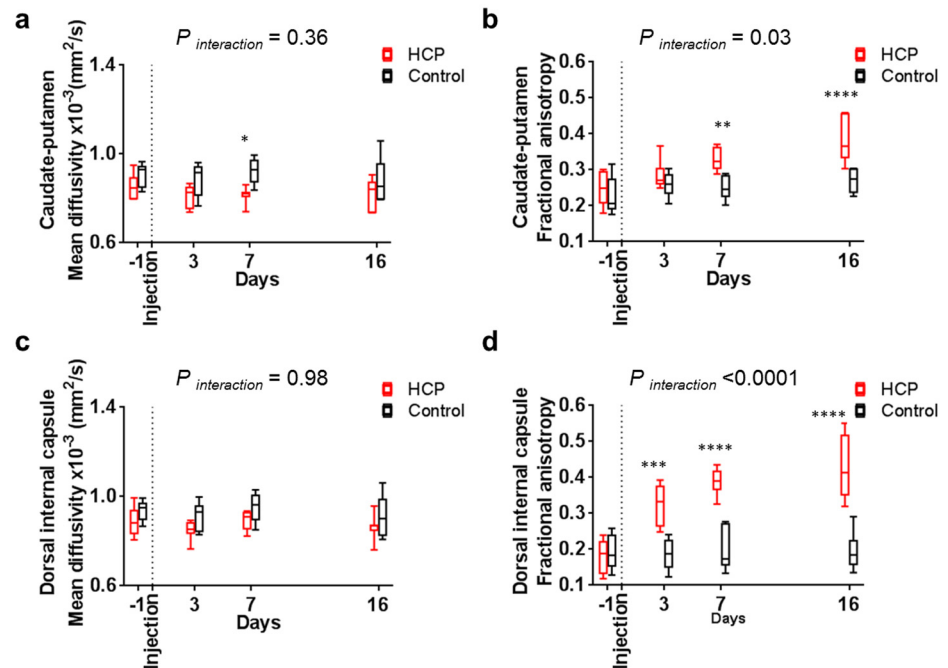 a
P interaction = 0.36
HCP
Control
Caudate-putamen
Mean diffusivity x10⁻³(mm²/s)
1.4
1.0
0.6
-1
3
7
16
Injection
Days
*
b
P interaction = 0.03
HCP
Control
Caudate-putamen
Fractional anisotropy
0.6
0.5
0.4
0.3
0.2
0.1
-1
3
7
16
Injection
Days
**
****
c
P interaction = 0.98
HCP
Control
Dorsal internal capsule
Mean diffusivity x10⁻³ (mm²/s)
1.4
1.0
0.6
-1
3
7
16
Injection
Days
d
P interaction <0.0001
HCP
Control
Dorsal internal capsule
Fractional anisotropy
0.6
0.5
0.4
0.3
0.2
0.1
-1
3
7
16
Injection
Days
***
****
****